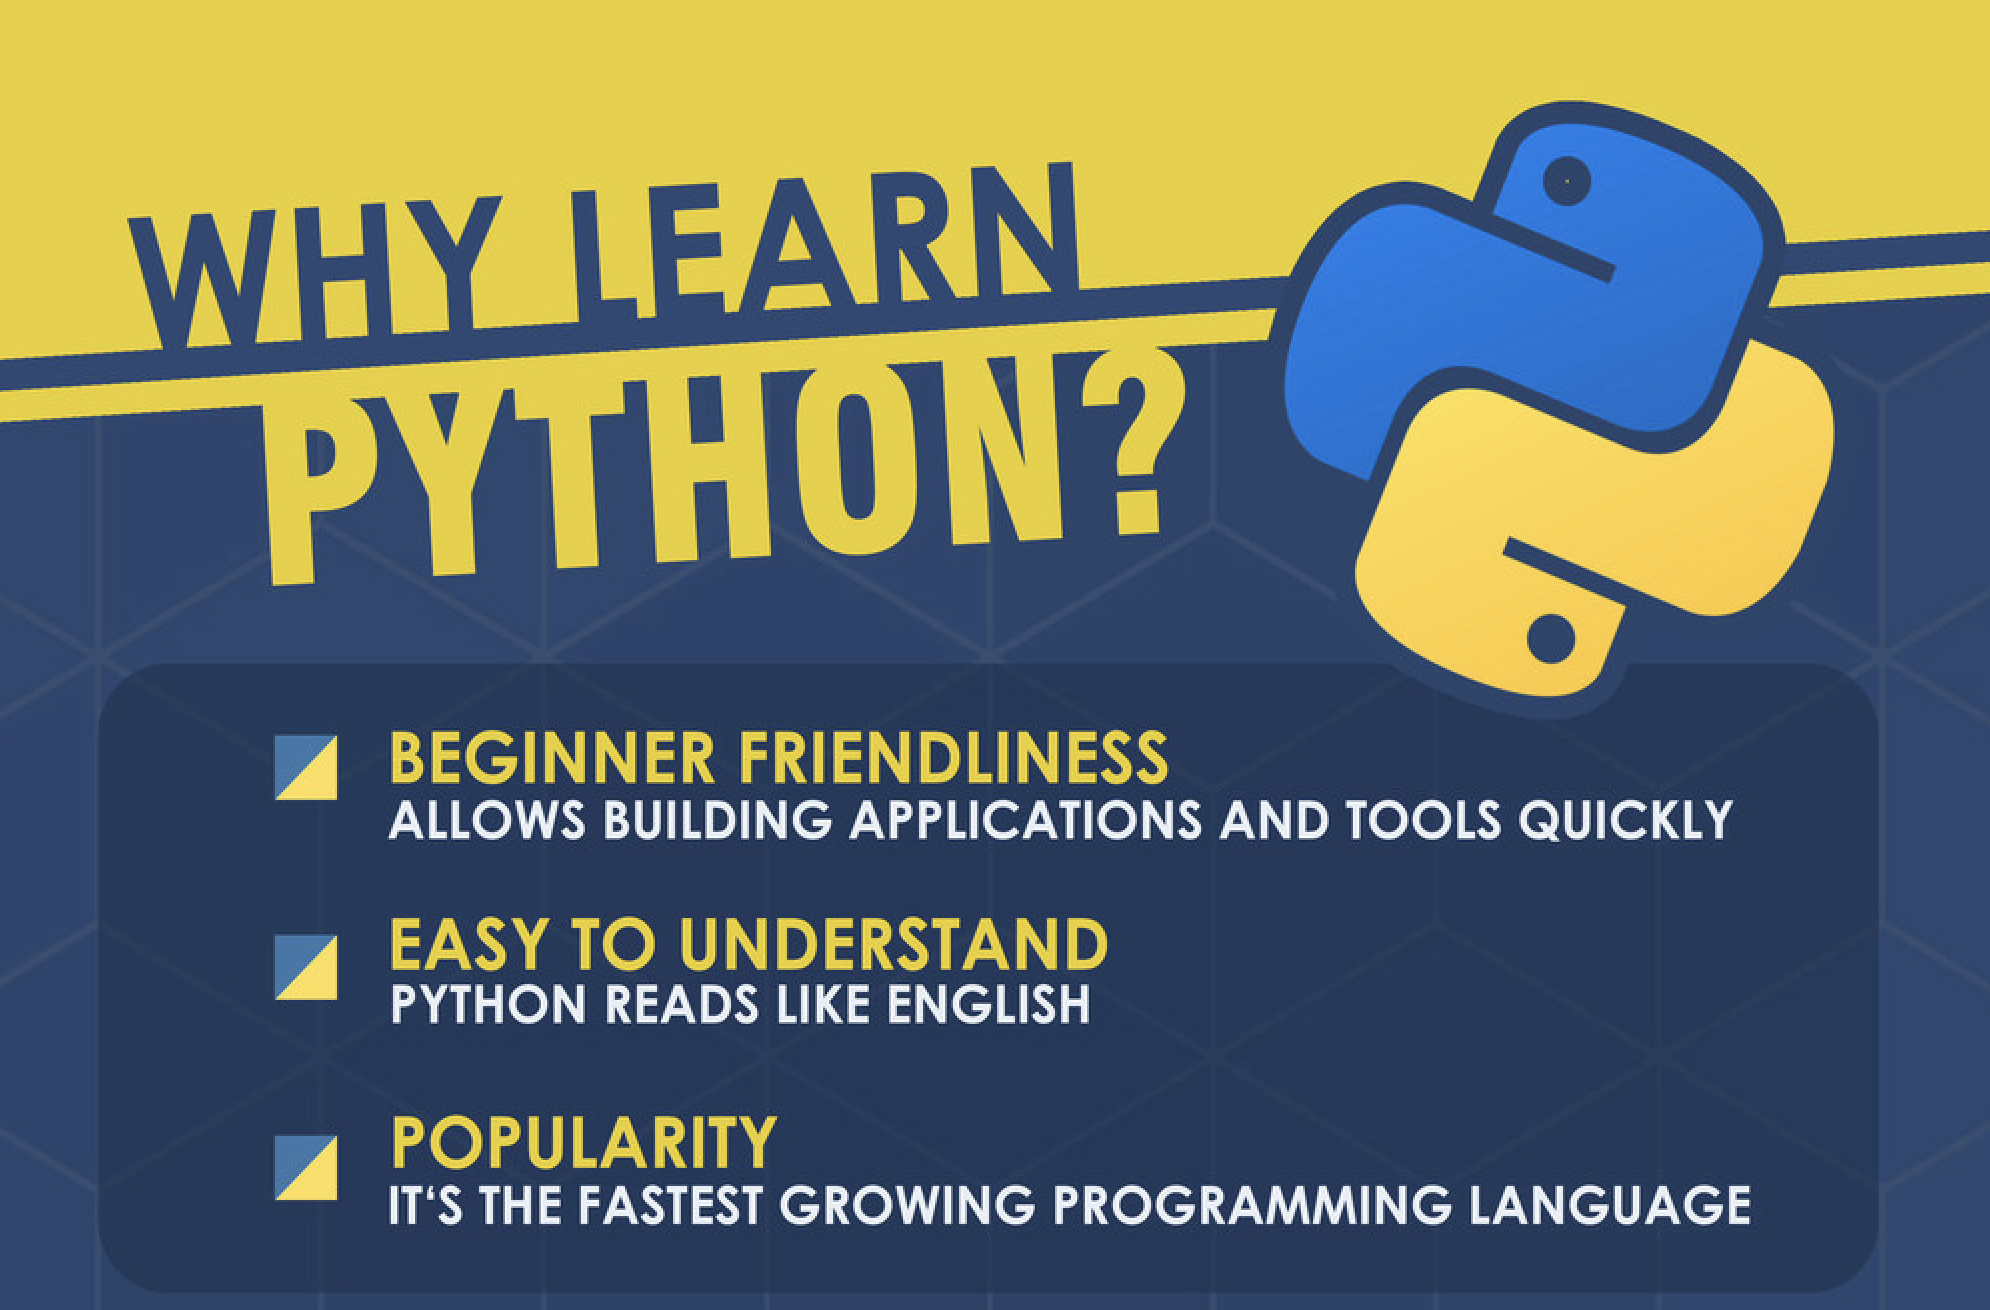 WHY LEARN
PYTHON?
BEGINNER FRIENDLINESS
ALLOWS BUILDING APPLICATIONS AND TOOLS QUICKLY
EASY TO UNDERSTAND
PYTHON READS LIKE ENGLISH
POPULARITY
IT‘S THE FASTEST GROWING PROGRAMMING LANGUAGE